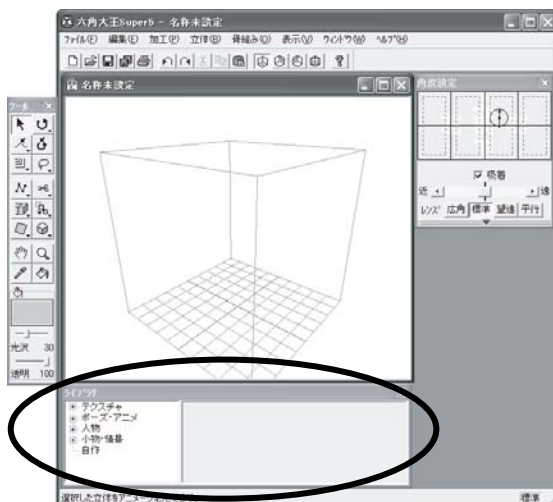 六角大王Super5 - 名称未設定
ファイル(F) 編集(E) 加工(P) 立体(B) 骨組み(O) 表示(V) ウィンドウ(W) ヘルプ(H)
名称未設定
ツール
角度設定
吸着
近 遠
レンズ 広角 標準 望遠 平行
光沢 30
透明 100
ライブラリ
テクスチャ
ポーズ・アニメ
人物
小物・情景
自作
標準